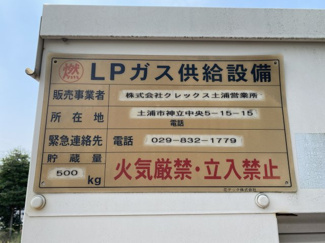 燃 LPガス供給設備
販売事業者 株式会社クレックス土浦営業所
所在地 土浦市神立中央5-15-15
電話
緊急連絡先 電話 029-832-1779
貯蔵量 500 kg
火気厳禁・立入禁止